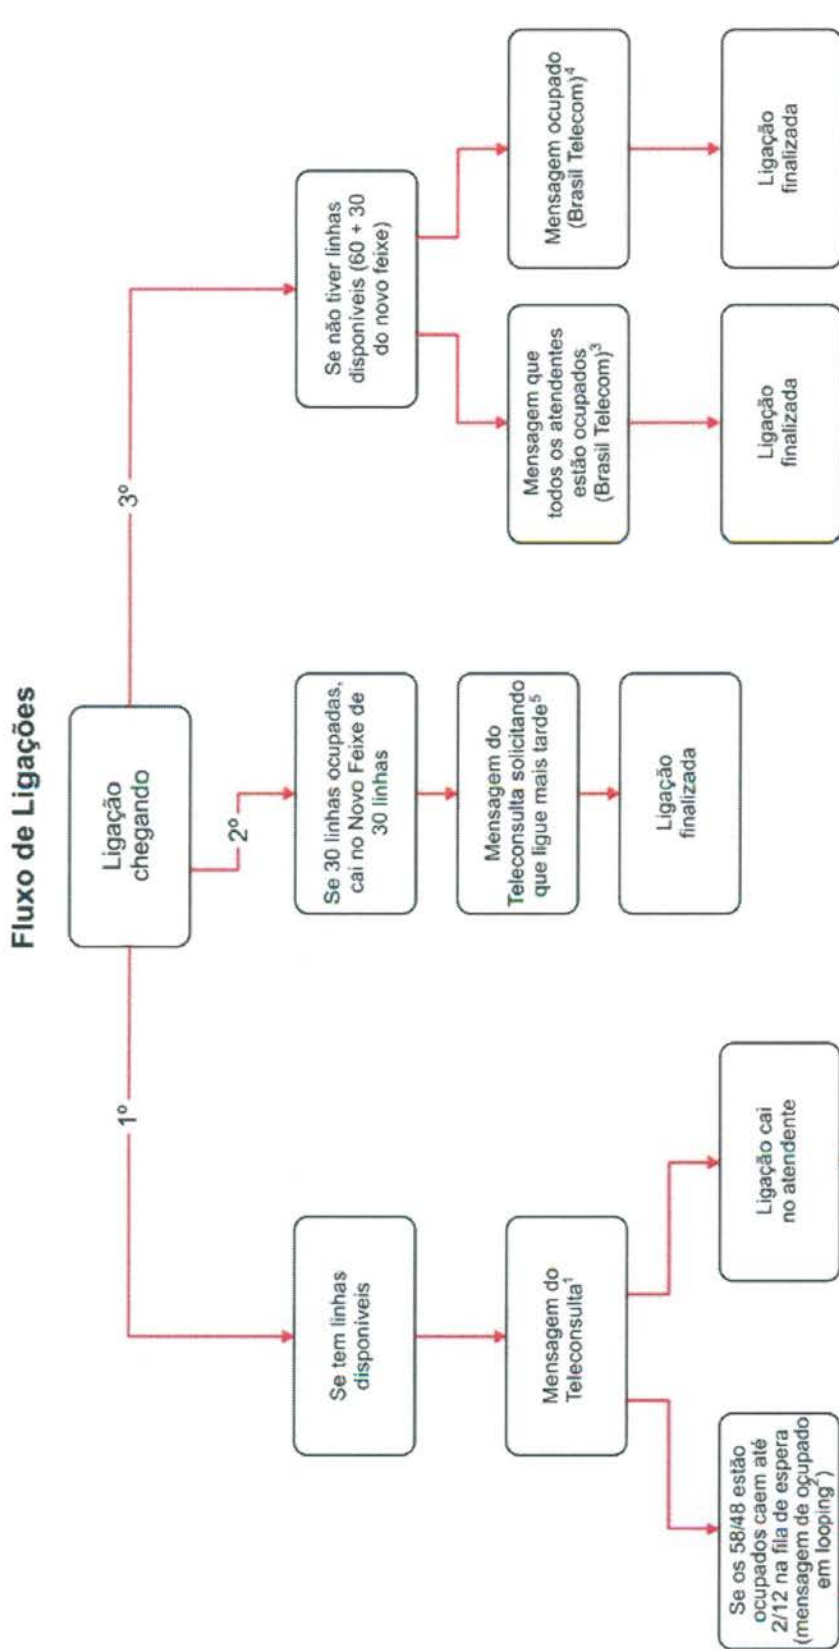 Fluxo de Ligações
Ligação
chegando
1º
2º
3º
Se tem linhas
disponíveis
Mensagem do
Teleconsulta¹
Se os 58/48 estão
ocupados caem até
2/12 na fila de espera
(mensagem de ocupado
em looping²)
Ligação cai
no atendente
Se 30 linhas ocupadas,
cai no Novo Feixe de
30 linhas
Mensagem do
Teleconsulta solicitando
que ligue mais tarde⁵
Ligação
finalizada
Se não tiver linhas
disponíveis (60 + 30
do novo feixe)
Mensagem que
todos os atendentes
estão ocupados
(Brasil Telecom)³
Ligação
finalizada
Mensagem ocupado
(Brasil Telecom)⁴
Ligação
finalizada